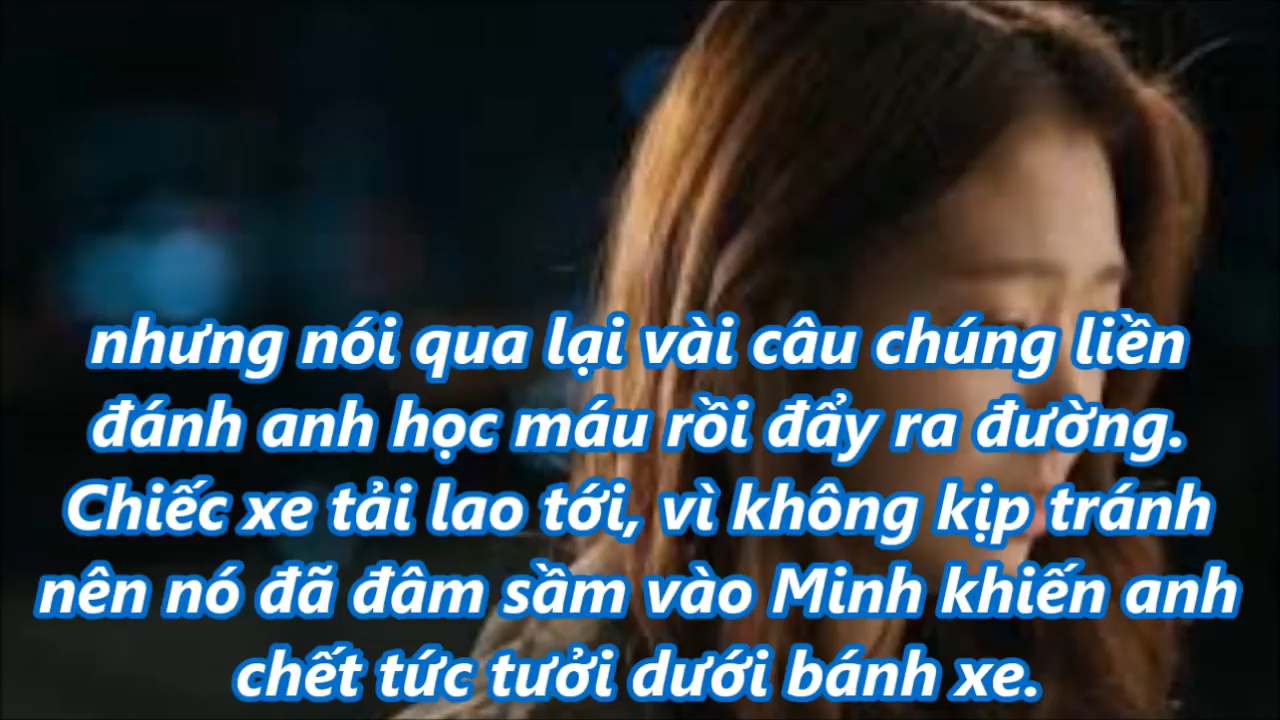 nhưng nói qua lại vài câu chúng liền
đánh anh học máu rồi đẩy ra đường.
Chiếc xe tải lao tới, vì không kịp tránh
nên nó đã đâm sầm vào Minh khiến anh
chết tức tưởi dưới bánh xe.